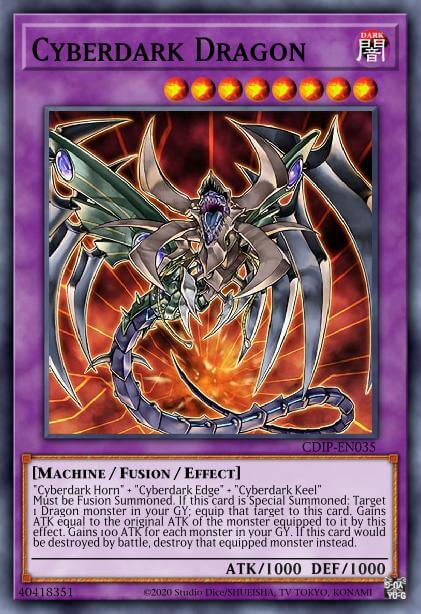 Cyberdark Dragon
DARK
闇
CDIP-EN035
[Machine / Fusion / Effect]
"Cyberdark Horn" + "Cyberdark Edge" + "Cyberdark Keel"
Must be Fusion Summoned. If this card is Special Summoned: Target
1 Dragon monster in your GY; equip that target to this card. Gains
ATK equal to the original ATK of the monster equipped to it by this
effect. Gains 100 ATK for each monster in your GY. If this card would
be destroyed by battle, destroy that equipped monster instead.
ATK/1000 DEF/1000
40418351
©2020 Studio Dice/SHUEISHA, TV TOKYO, KONAMI